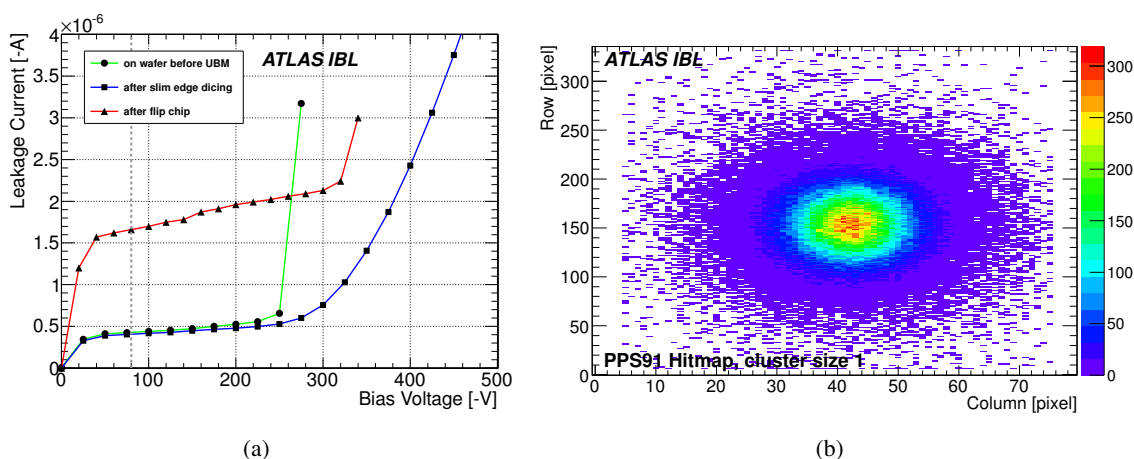 ×10⁻⁶
Leakage Current [-A]
4
3.5
3
2.5
2
1.5
1
0.5
0
ATLAS IBL
on wafer before UBM
after slim edge dicing
after flip chip
0 100 200 300 400 500
Bias Voltage [-V]
(a)
Row [pixel]
350
300
250
200
150
100
50
0
ATLAS IBL
PPS91 Hitmap, cluster size 1
0 10 20 30 40 50 60 70
Column [pixel]
300
250
200
150
100
50
0
(b)